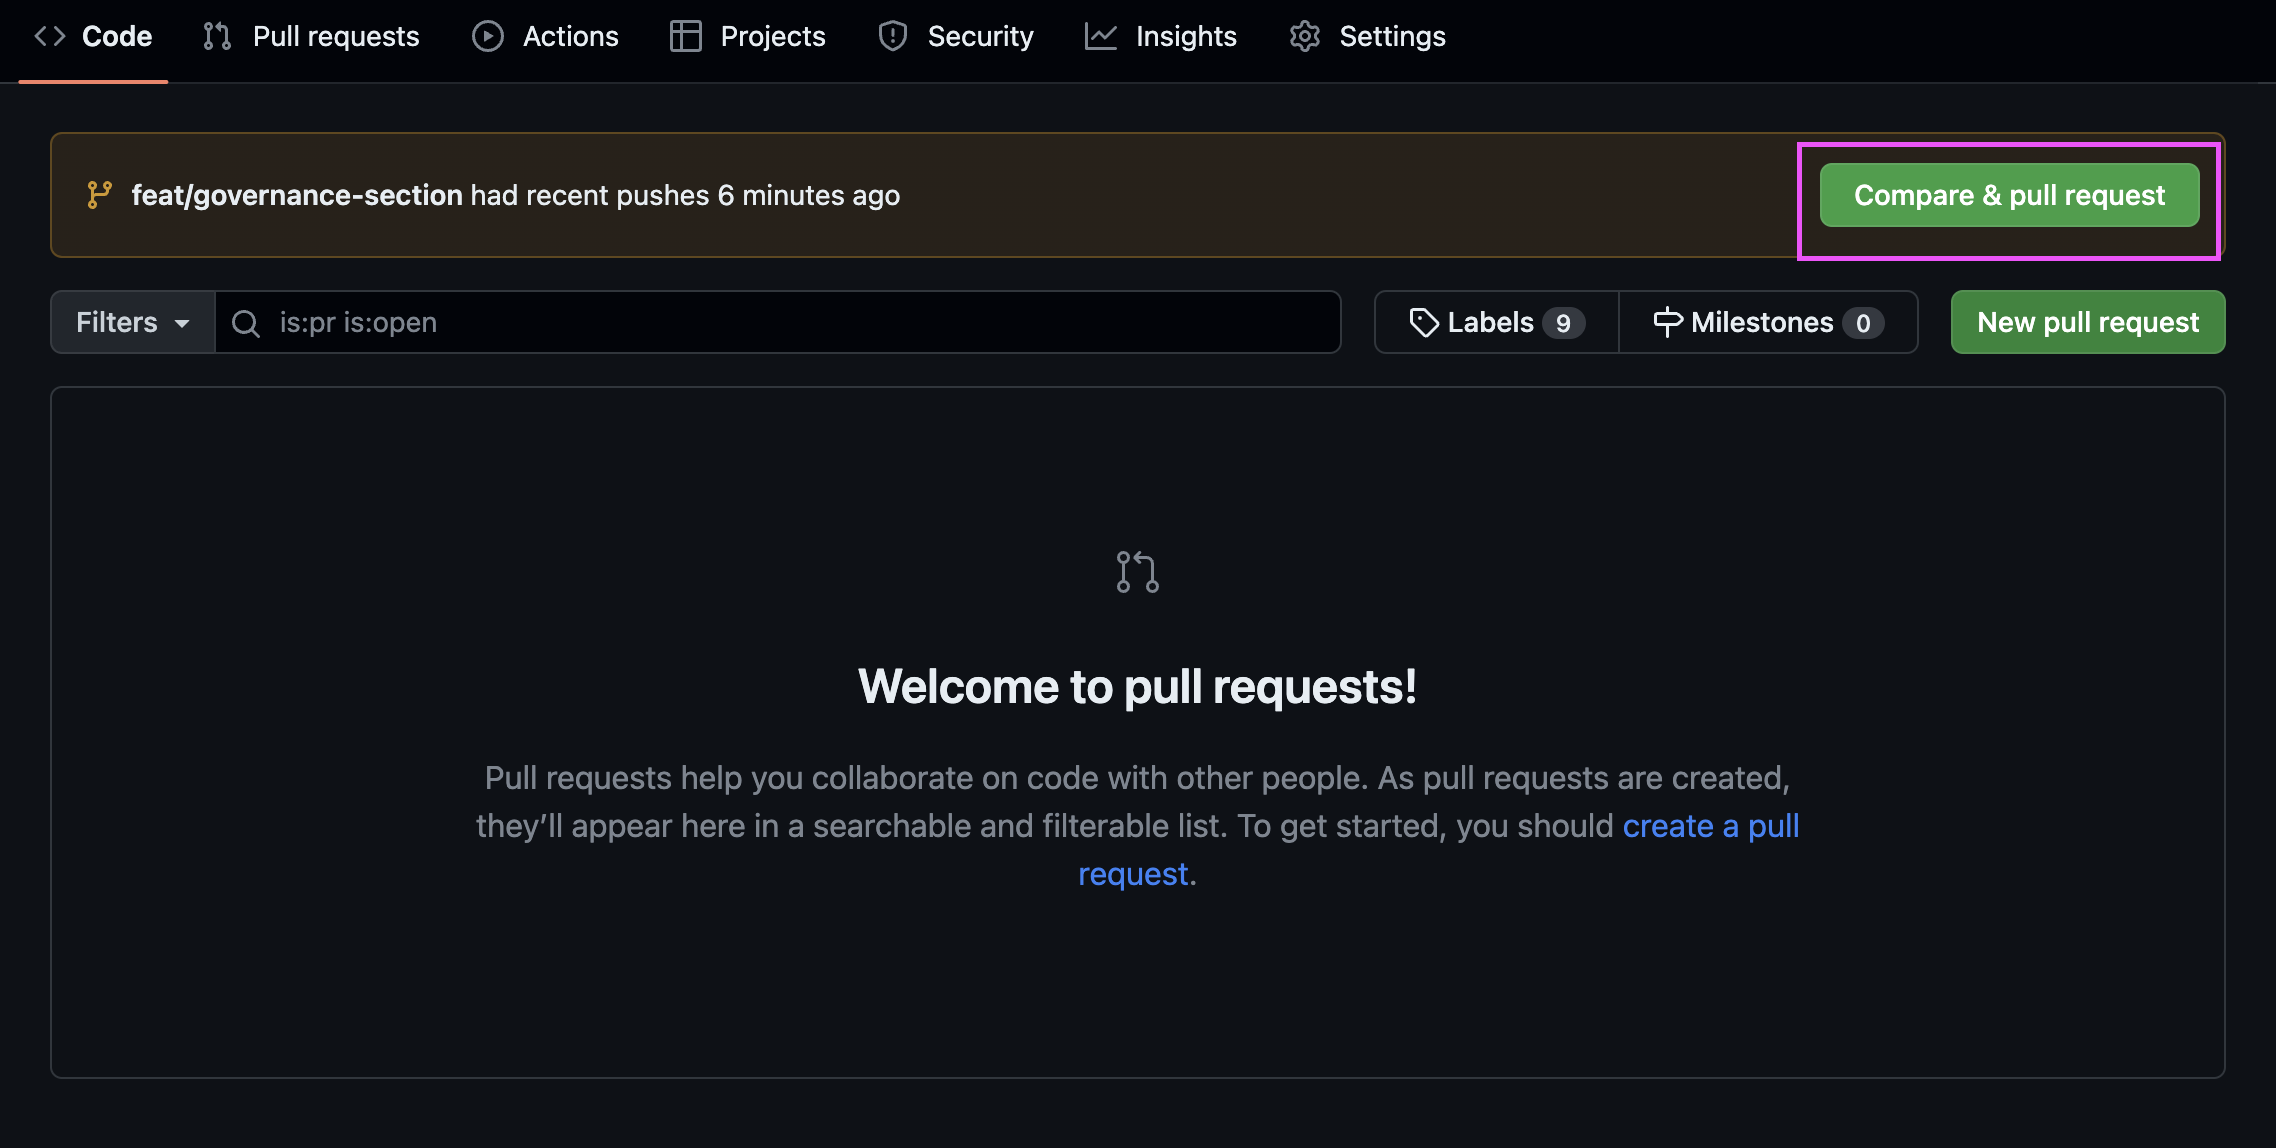 Code Pull requests Actions Projects Security Insights Settings
feat/governance-section had recent pushes 6 minutes ago Compare & pull request
Filters is:pr is:open Labels 9 Milestones 0 New pull request
Welcome to pull requests!
Pull requests help you collaborate on code with other people. As pull requests are created,
they’ll appear here in a searchable and filterable list. To get started, you should create a pull
request.